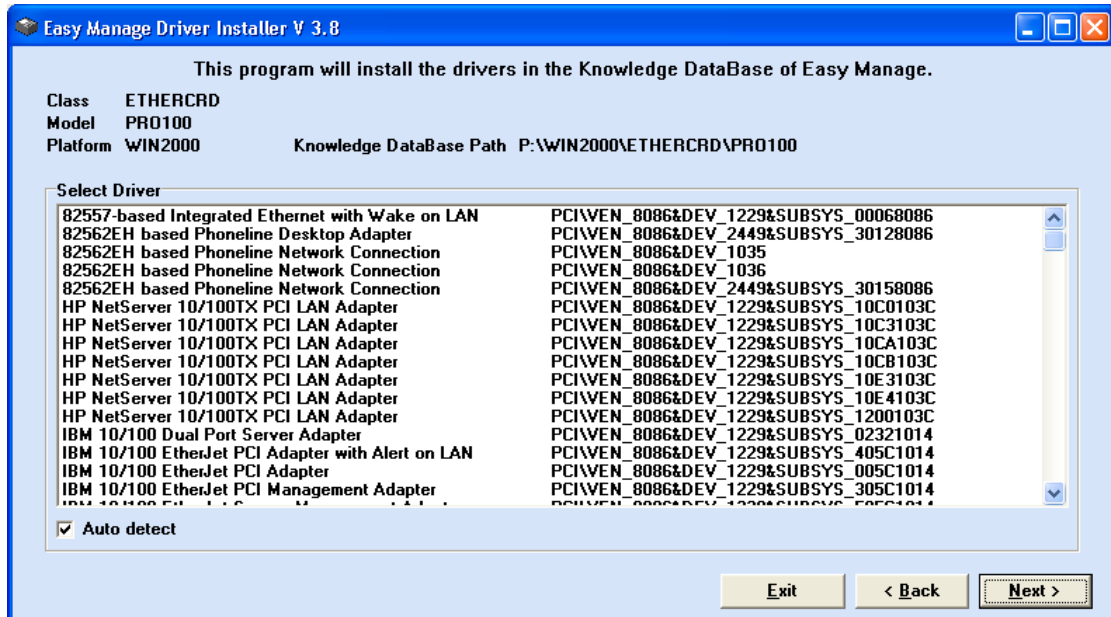 Easy Manage Driver Installer V 3.8
This program will install the drivers in the Knowledge DataBase of Easy Manage.
Class ETHERCRD
Model PRO100
Platform WIN2000 Knowledge DataBase Path P:\WIN2000\ETHERCRD\PRO100
Select Driver
82557-based Integrated Ethernet with Wake on LAN PCI\VEN_8086&DEV_1229&SUBSYS_00068086
82562EH based Phoneline Desktop Adapter PCI\VEN_8086&DEV_2449&SUBSYS_30128086
82562EH based Phoneline Network Connection PCI\VEN_8086&DEV_1035
82562EH based Phoneline Network Connection PCI\VEN_8086&DEV_1036
82562EH based Phoneline Network Connection PCI\VEN_8086&DEV_2449&SUBSYS_30158086
HP NetServer 10/100TX PCI LAN Adapter PCI\VEN_8086&DEV_1229&SUBSYS_10C0103C
HP NetServer 10/100TX PCI LAN Adapter PCI\VEN_8086&DEV_1229&SUBSYS_10C3103C
HP NetServer 10/100TX PCI LAN Adapter PCI\VEN_8086&DEV_1229&SUBSYS_10CA103C
HP NetServer 10/100TX PCI LAN Adapter PCI\VEN_8086&DEV_1229&SUBSYS_10CB103C
HP NetServer 10/100TX PCI LAN Adapter PCI\VEN_8086&DEV_1229&SUBSYS_10E3103C
HP NetServer 10/100TX PCI LAN Adapter PCI\VEN_8086&DEV_1229&SUBSYS_10E4103C
HP NetServer 10/100TX PCI LAN Adapter PCI\VEN_8086&DEV_1229&SUBSYS_1200103C
IBM 10/100 Dual Port Server Adapter PCI\VEN_8086&DEV_1229&SUBSYS_02321014
IBM 10/100 EtherJet PCI Adapter with Alert on LAN PCI\VEN_8086&DEV_1229&SUBSYS_405C1014
IBM 10/100 EtherJet PCI Adapter PCI\VEN_8086&DEV_1229&SUBSYS_005C1014
IBM 10/100 EtherJet PCI Management Adapter PCI\VEN_8086&DEV_1229&SUBSYS_305C1014
Auto detect
Exit < Back Next >